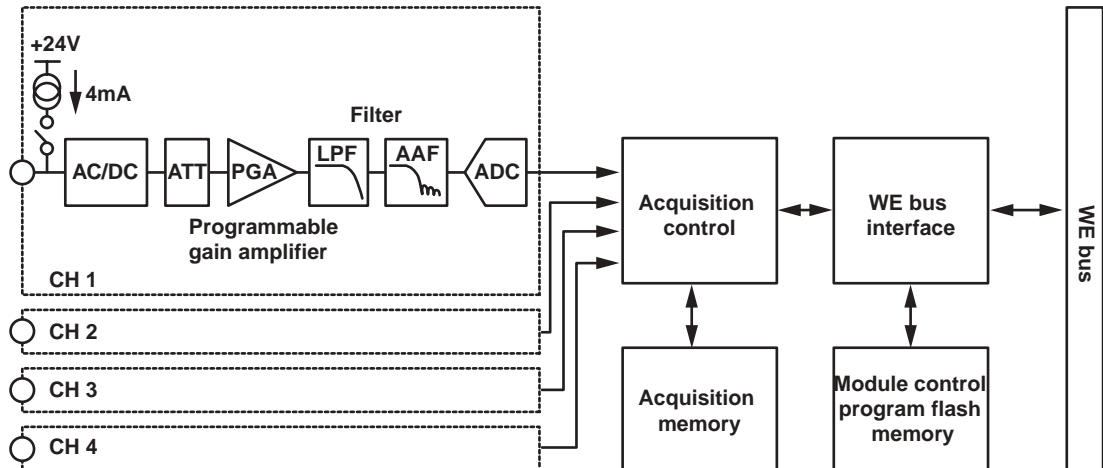 +24V
4mA
Filter
AC/DC
ATT
PGA
LPF
AAF
ADC
Programmable
gain amplifier
CH 1
CH 2
CH 3
CH 4
Acquisition
control
WE bus
interface
Acquisition
memory
Module control
program flash
memory
WE bus